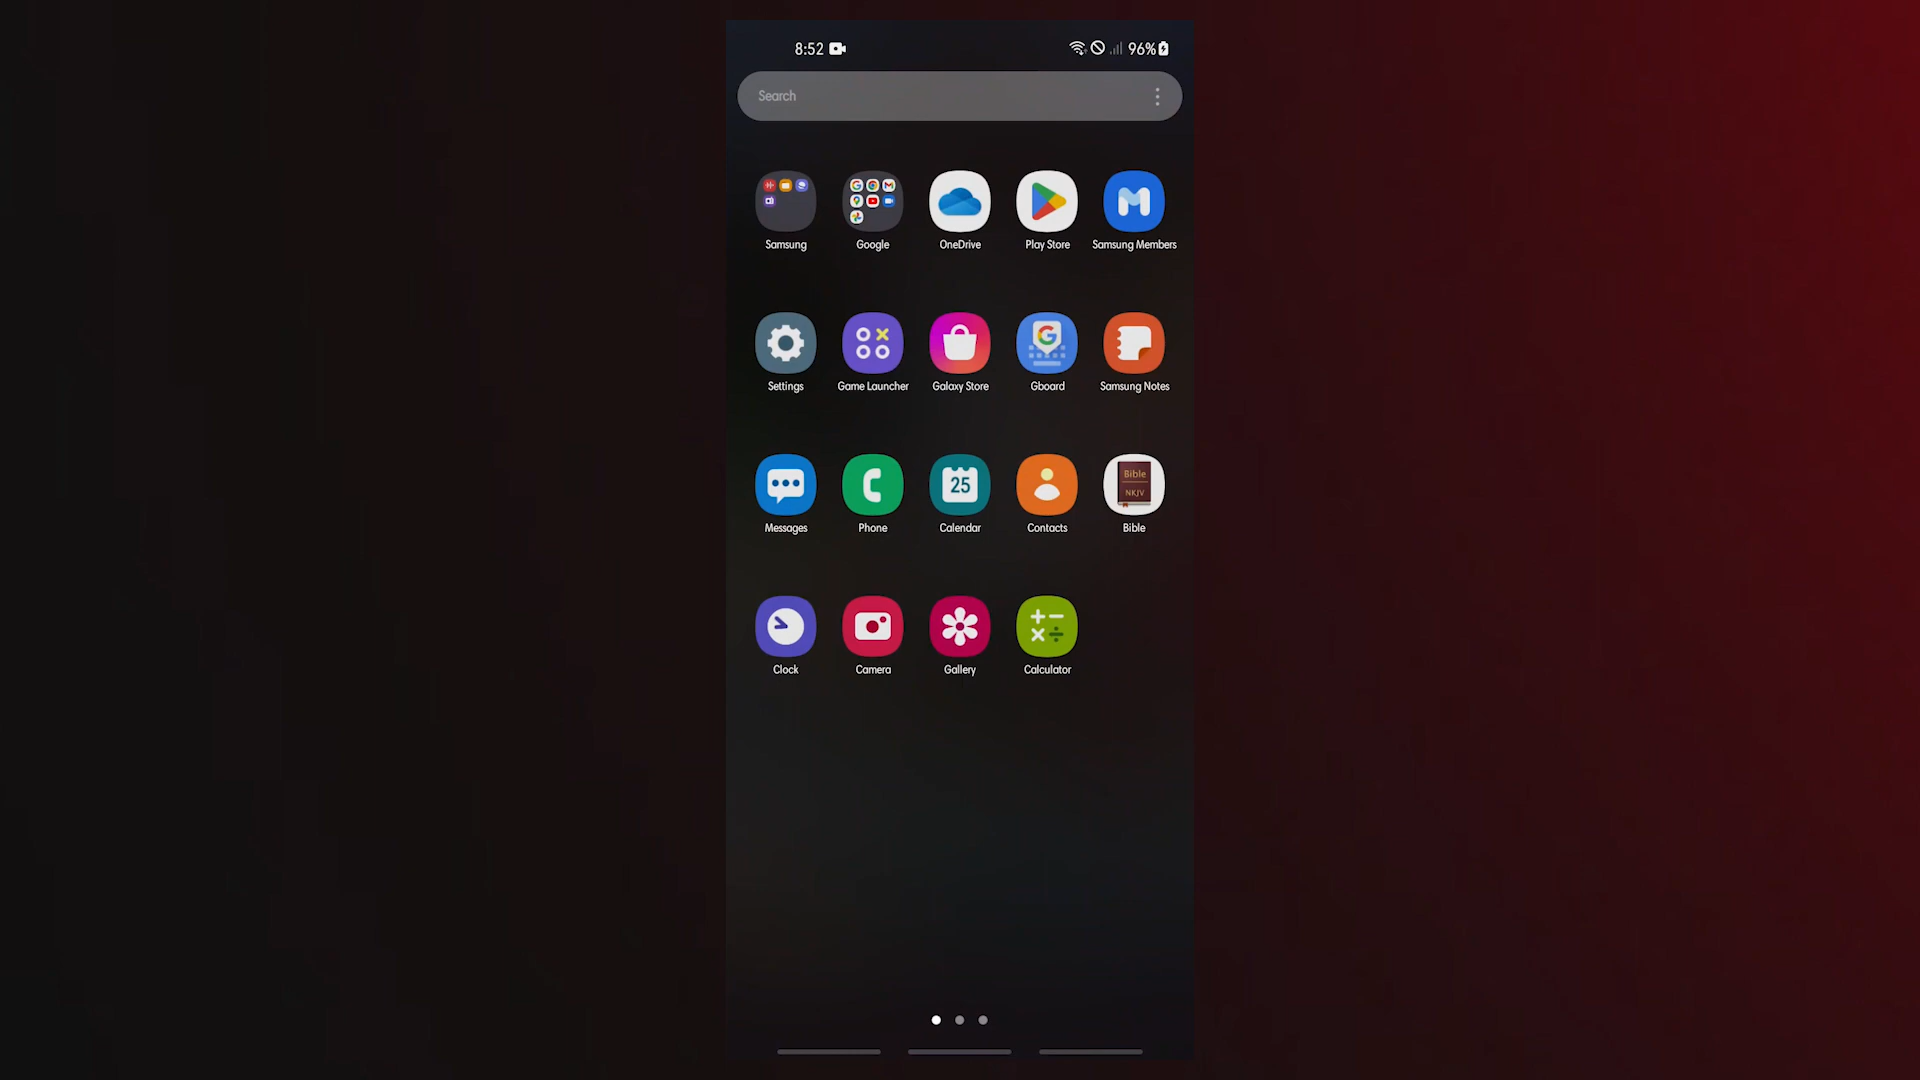 8:52 96%
Search
Samsung Google OneDrive Play Store Samsung Members
Settings Game Launcher Galaxy Store Gboard Samsung Notes
25 Bible NKJV
Messages Phone Calendar Contacts Bible
Clock Camera Gallery Calculator